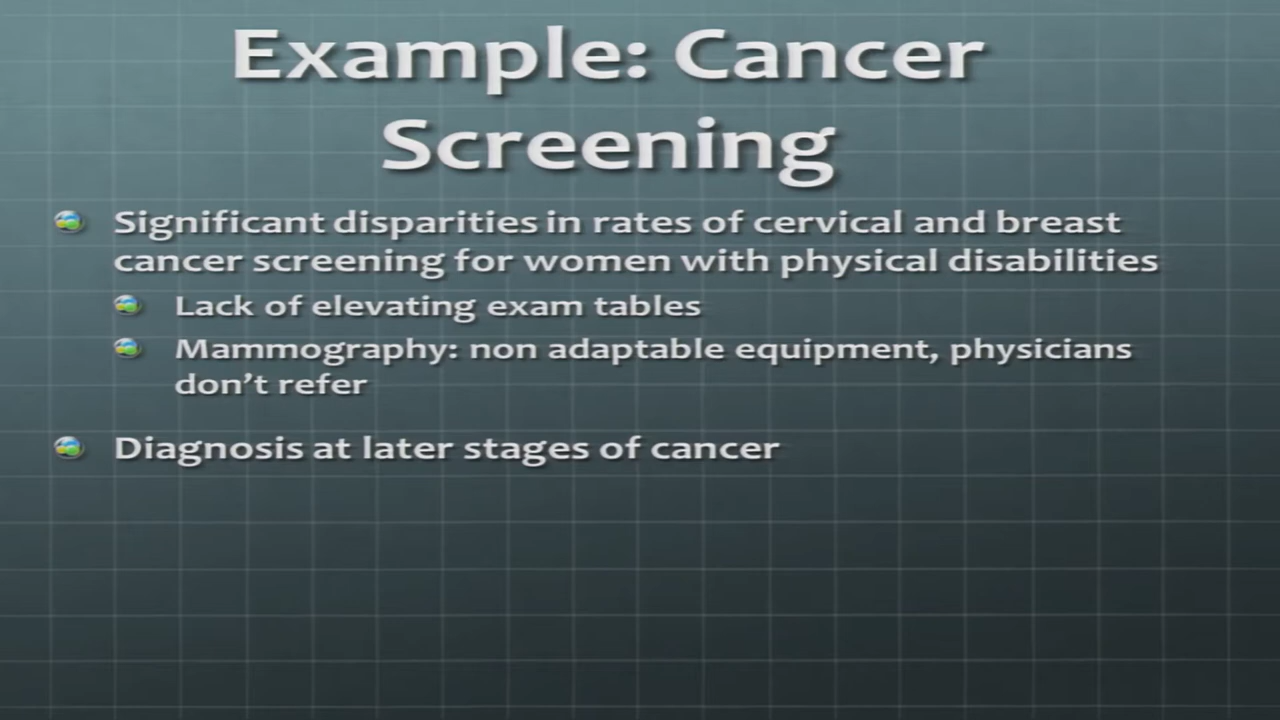 Example: Cancer
Screening
Significant disparities in rates of cervical and breast
cancer screening for women with physical disabilities
Lack of elevating exam tables
Mammography: non adaptable equipment, physicians
don't refer
Diagnosis at later stages of cancer